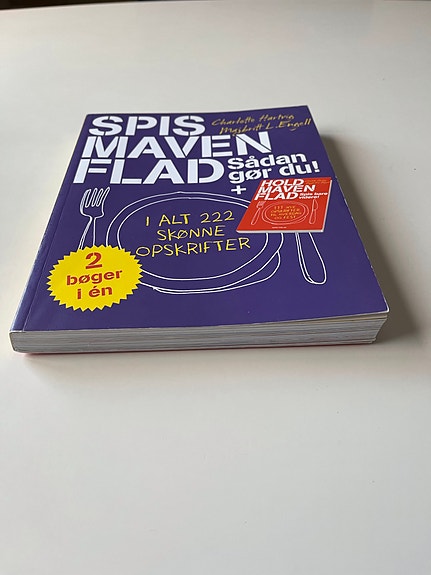 Charlotte Hartvig
Majbritt L. Engell
SPIS
MAVEN
FLAD Sådan
gør du!
+
HOLD
MAVEN
FLAD
I ALT 222
SKØNNE
OPSKRIFTER
2
bøger
i én